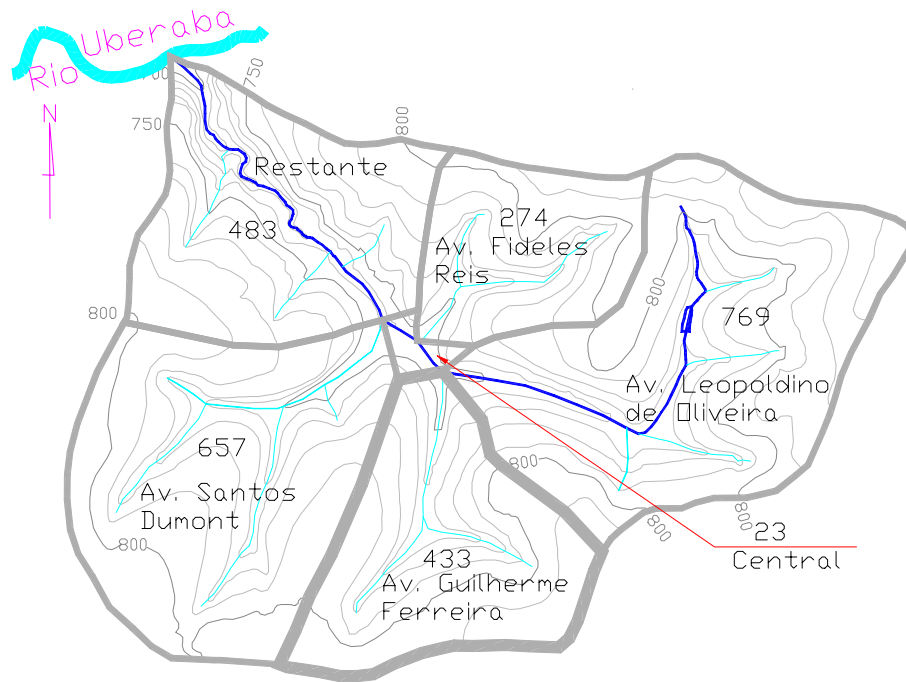 Rio Uberaba
700
750
N
750
800
Restante
483
274
Av. Fideles
Reis
800
769
800
Av. Leopoldino
de Oliveira
657
Av. Santos
Dumont
800
800
800
800
23
Central
433
Av. Guilherme
Ferreira